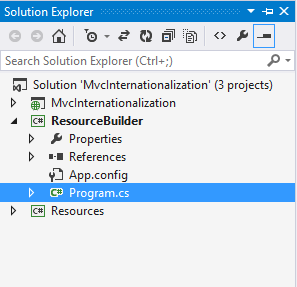 Solution Explorer
Search Solution Explorer (Ctrl+;)
Solution 'MvcInternationalization' (3 projects)
MvcInternationalization
C# ResourceBuilder
Properties
References
App.config
C# Program.cs
C# Resources